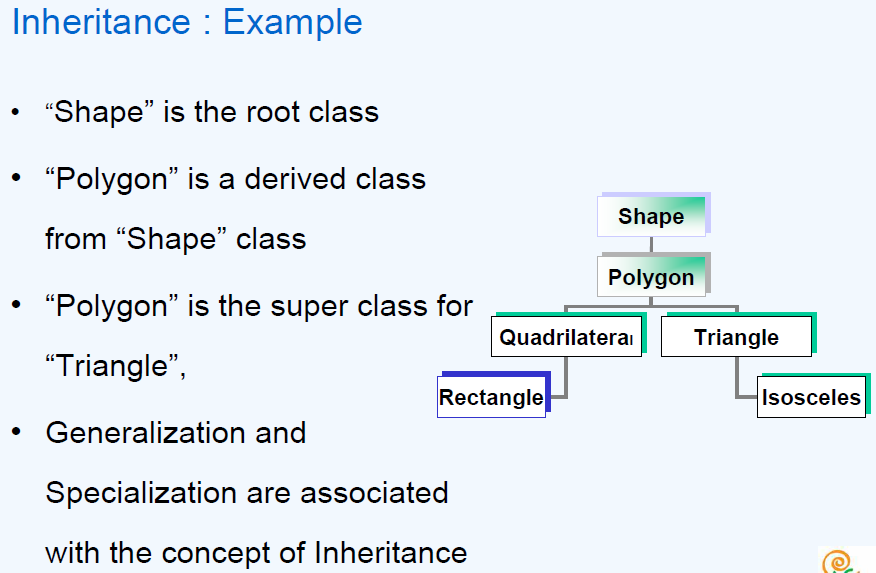 Inheritance : Example
• “Shape” is the root class
• “Polygon” is a derived class
from “Shape” class
• “Polygon” is the super class for
“Triangle”,
• Generalization and
Specialization are associated
with the concept of Inheritance
Shape
Polygon
Quadrilateral
Triangle
Rectangle
Isosceles